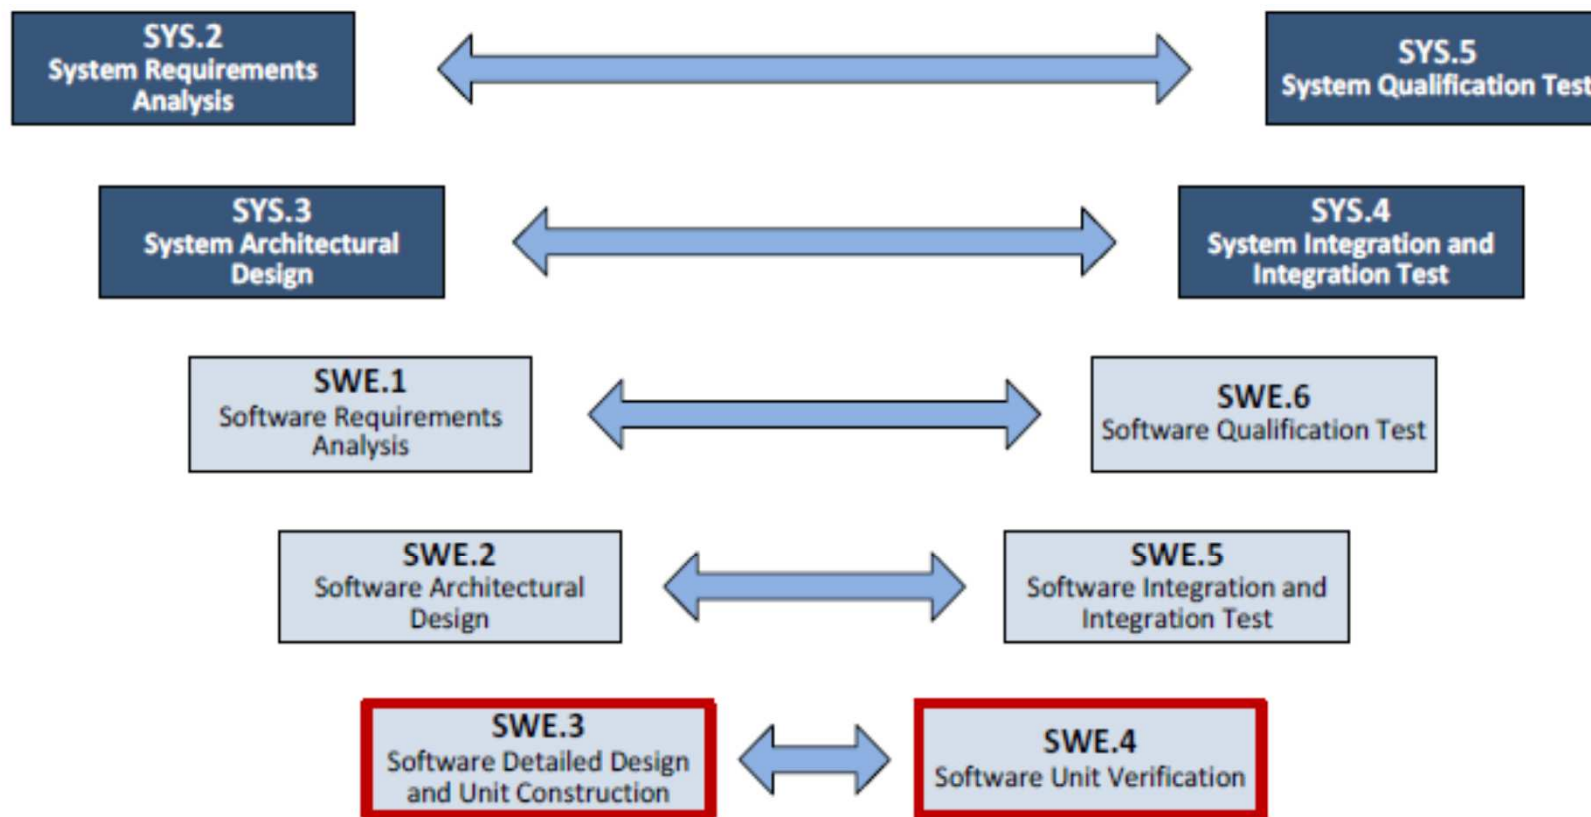 SYS.2
System Requirements
Analysis
SYS.5
System Qualification Test
SYS.3
System Architectural
Design
SYS.4
System Integration and
Integration Test
SWE.1
Software Requirements
Analysis
SWE.6
Software Qualification Test
SWE.2
Software Architectural
Design
SWE.5
Software Integration and
Integration Test
SWE.3
Software Detailed Design
and Unit Construction
SWE.4
Software Unit Verification